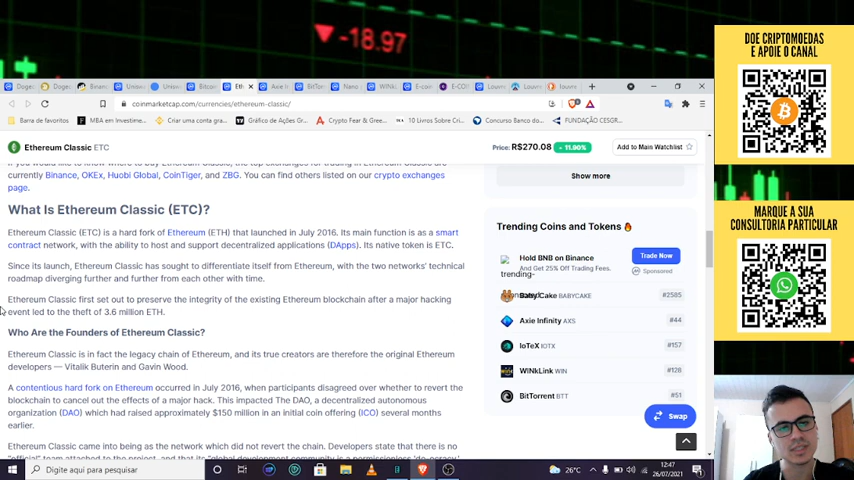 -18.97
DOE CRIPTOMOEDAS
E APOIE O CANAL
MARQUE A SUA
CONSULTORIA PARTICULAR
coinmarketcap.com/currencies/ethereum-classic/
Barra de favoritos
MBA em Investime...
Criar uma conta gra...
Gráfico de Ações Gr...
Crypto Fear & Gree...
10 Livros Sobre Cri...
Concurso Banco do...
FUNDAÇÃO CESGR...
Ethereum Classic ETC
Price: R$270.08
11.90%
Add to Main Watchlist
currently Binance, OKEx, Huobi Global, CoinTiger, and ZBG. You can find others listed on our crypto exchanges
page.
What Is Ethereum Classic (ETC)?
Ethereum Classic (ETC) is a hard fork of Ethereum (ETH) that launched in July 2016. Its main function is as a smart
contract network, with the ability to host and support decentralized applications (DApps). Its native token is ETC.
Since its launch, Ethereum Classic has sought to differentiate itself from Ethereum, with the two networks' technical
roadmap diverging further and further from each other with time.
Ethereum Classic first set out to preserve the integrity of the existing Ethereum blockchain after a major hacking
event led to the theft of 3.6 million ETH.
Who Are the Founders of Ethereum Classic?
Ethereum Classic is in fact the legacy chain of Ethereum, and its true creators are therefore the original Ethereum
developers — Vitalik Buterin and Gavin Wood.
A contentious hard fork on Ethereum occurred in July 2016, when participants disagreed over whether to revert the
blockchain to cancel out the effects of a major hack. This impacted The DAO, a decentralized autonomous
organization (DAO) which had raised approximately $150 million in an initial coin offering (ICO) several months
earlier.
Ethereum Classic came into being as the network which did not revert the chain. Developers state that there is no
Show more
Trending Coins and Tokens
Hold BNB on Binance
And Get 25% Off Trading Fees.
Trade Now
Sponsored
trending-
Baby Cake BABYCAKE
#2585
Axie Infinity AXS
#44
IoTeX IOTX
#157
WINkLink WIN
#128
BitTorrent BTT
#51
Swap
Digite aqui para pesquisar
26°C
12:47
26/07/2021